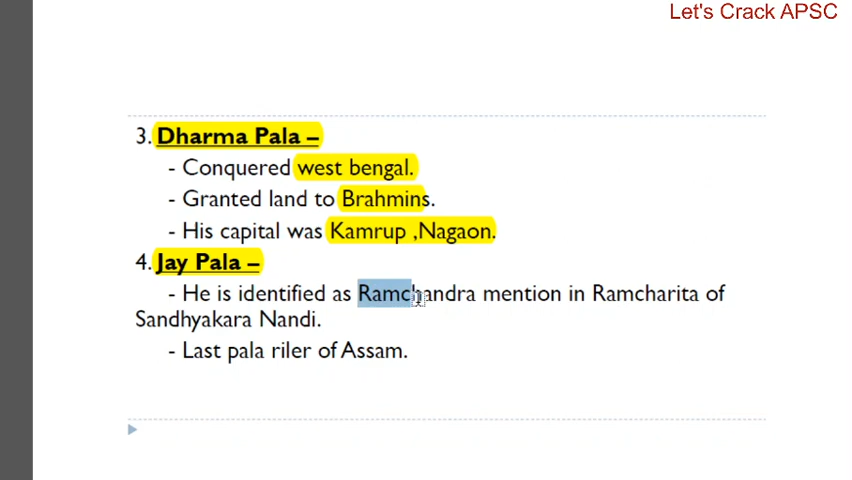 Let's Crack APSC
3. Dharma Pala –
- Conquered west bengal.
- Granted land to Brahmins.
- His capital was Kamrup ,Nagaon.
4. Jay Pala –
- He is identified as Ramchandra mention in Ramcharita of
Sandhyakara Nandi.
- Last pala riler of Assam.